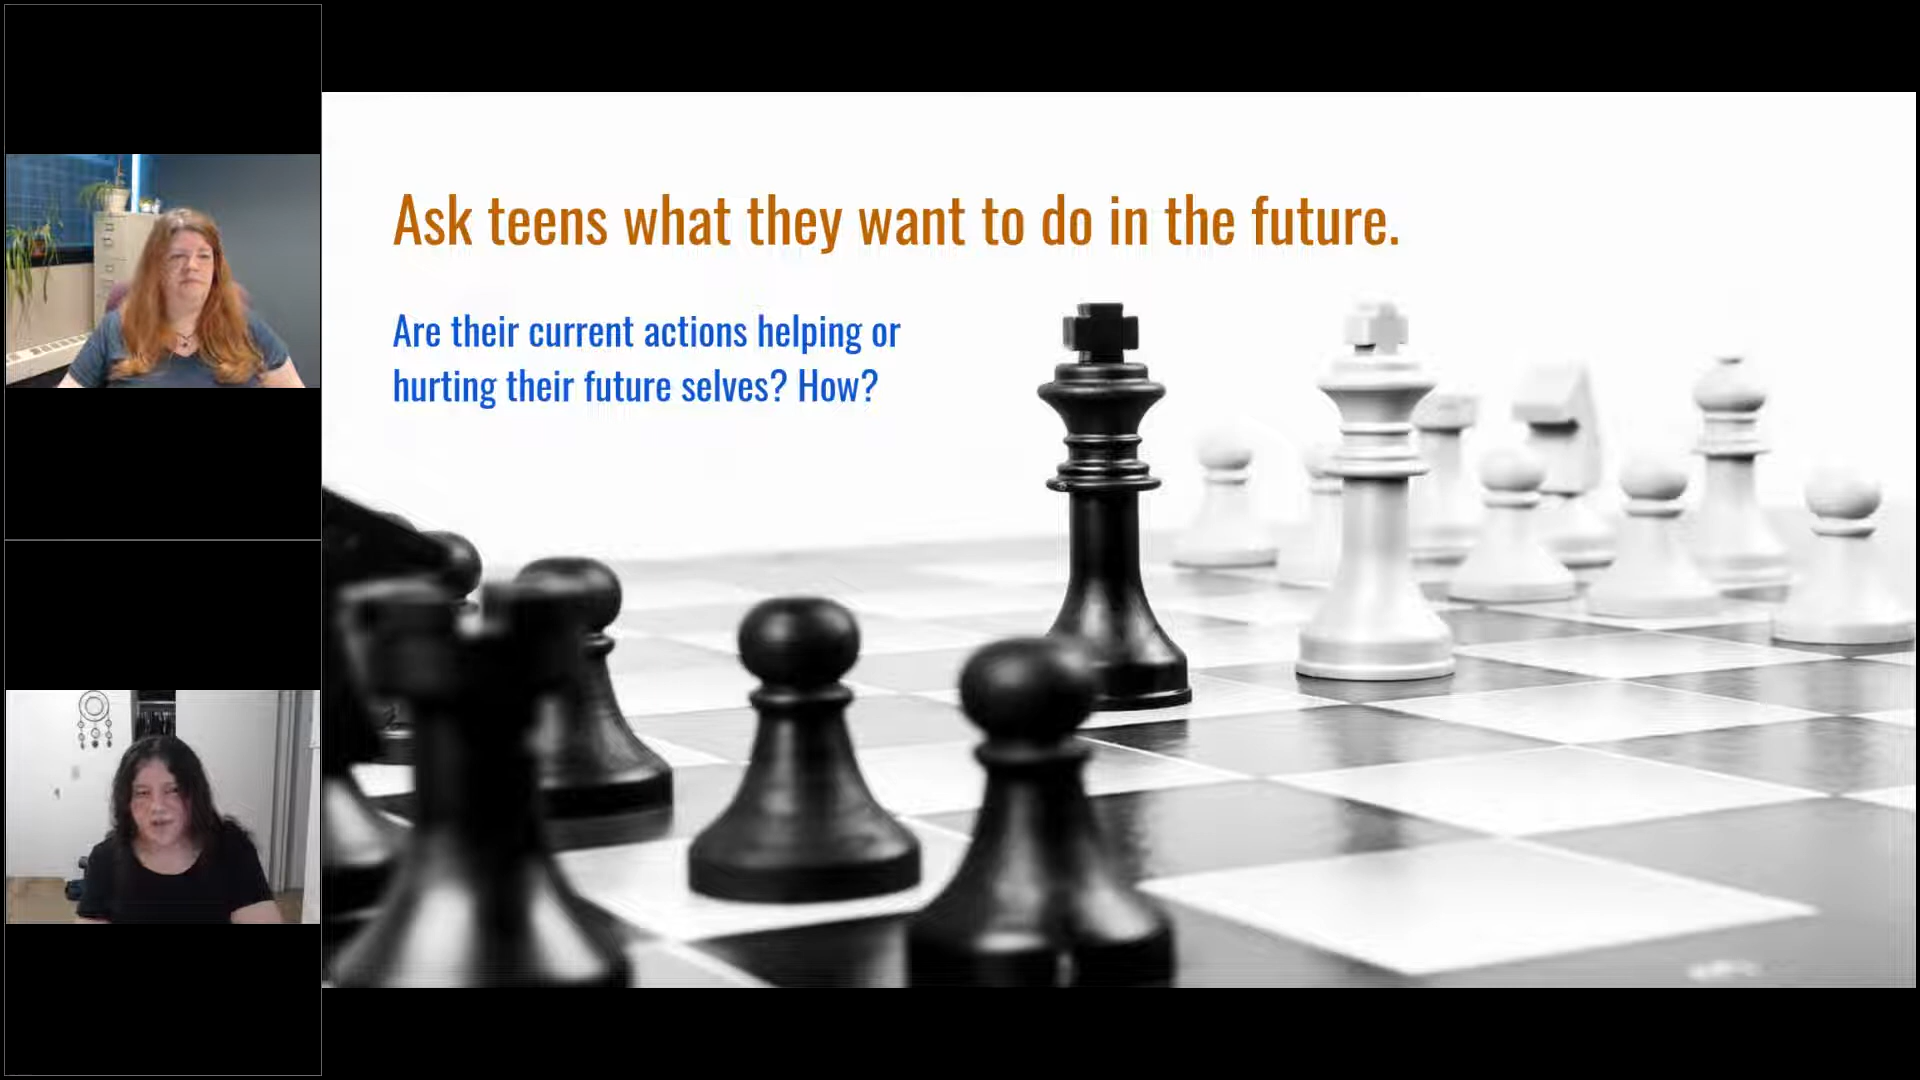 Ask teens what they want to do in the future.
Are their current actions helping or
hurting their future selves? How?